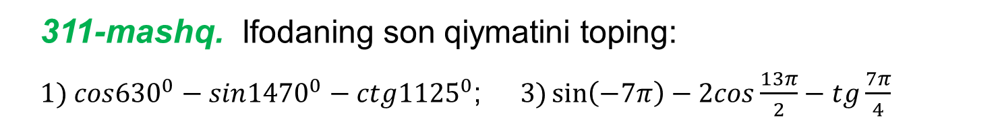 311-mashq. Ifodaning son qiymatini toping:
1) cos630⁰ − sin1470⁰ − ctg1125⁰; 3) sin(−7π) − 2cos 13π/2 − tg 7π/4